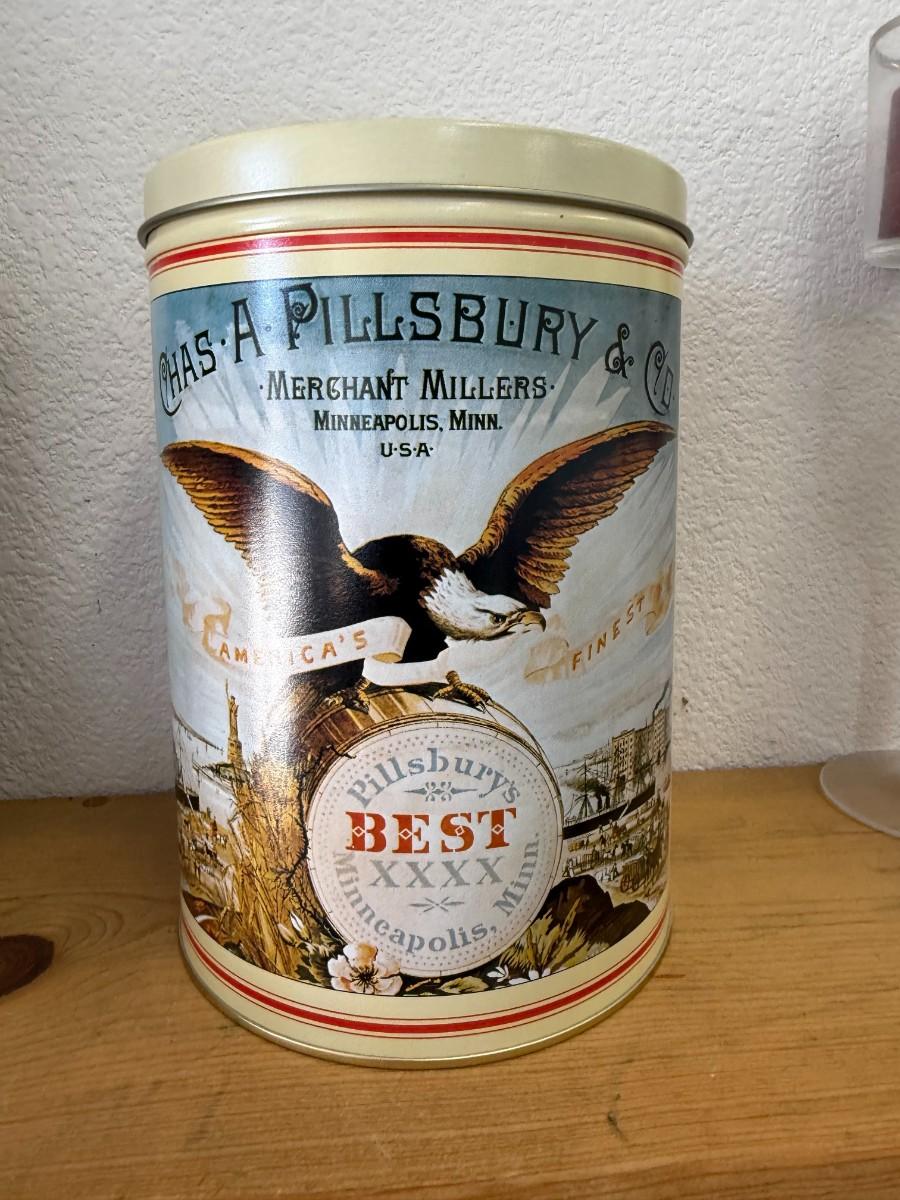 CHAS·A·PILLSBURY & CO.
·MERCHANT MILLERS·
MINNEAPOLIS, MINN.
U·S·A·
AMERICA'S
FINEST
Pillsbury's
BEST
XXXX
Minneapolis, Minn.